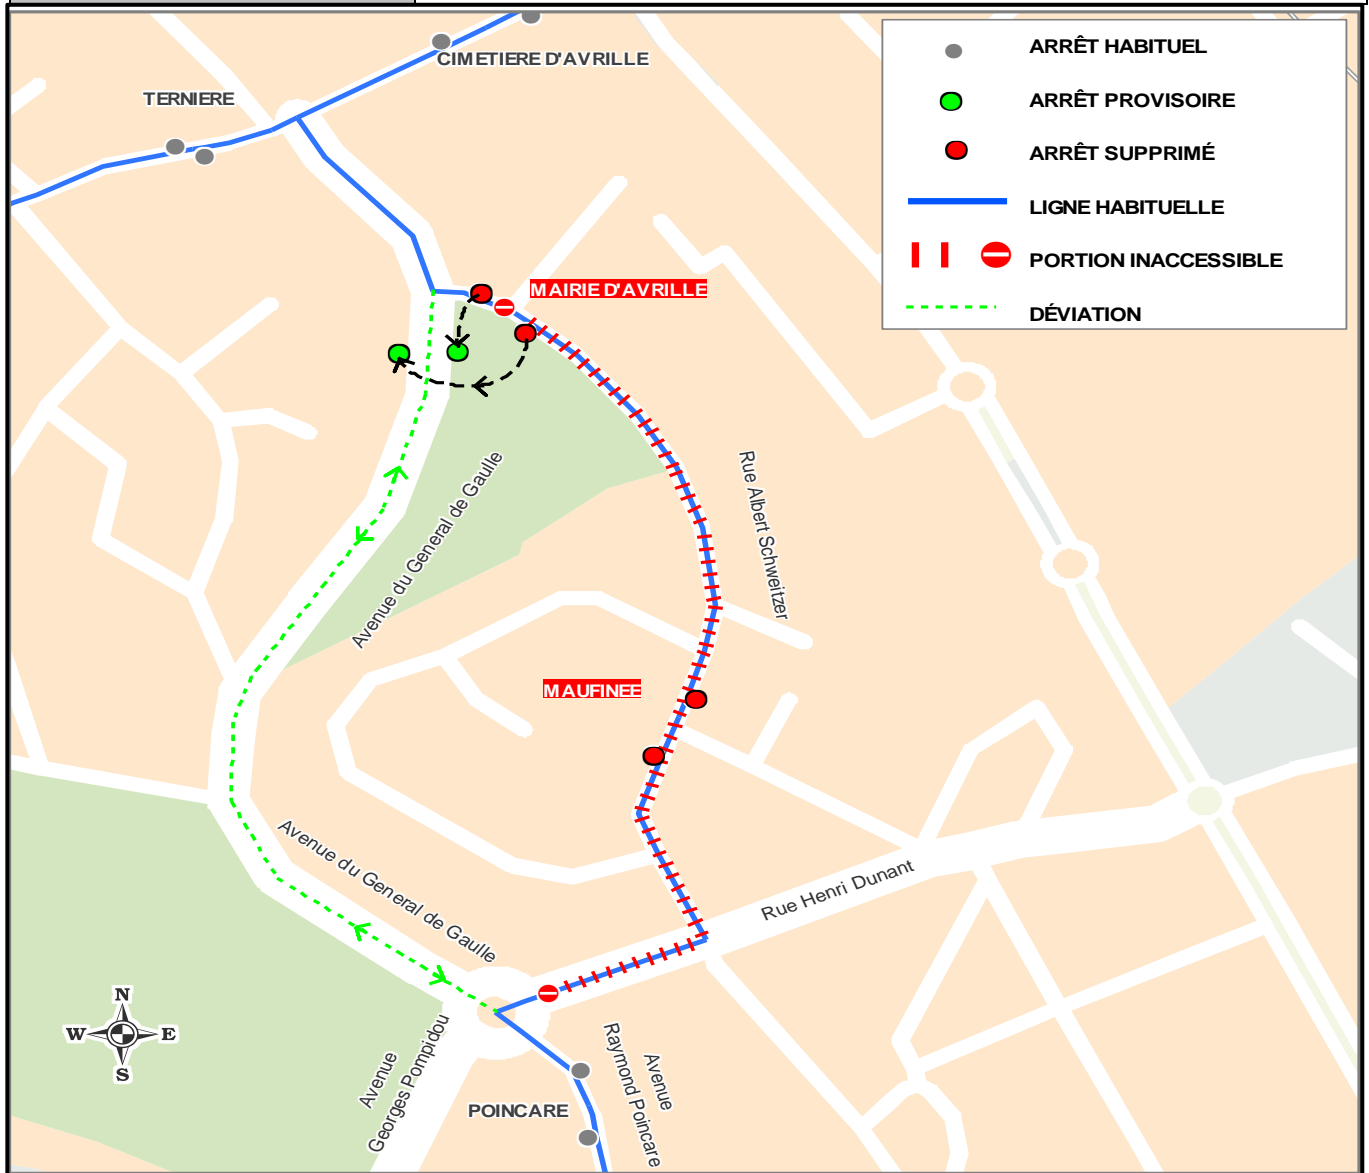 ARRÊT HABITUEL
CIMETIERE D'AVRILLE
TERNIERE
ARRÊT PROVISOIRE
ARRÊT SUPPRIMÉ
LIGNE HABITUELLE
PORTION INACCESSIBLE
MAIRIE D'AVRILLE
DÉVIATION
Avenue du General de Gaulle
Rue Albert Schweitzer
MAUFINEE
Avenue du General de Gaulle
Rue Henri Dunant
N
W E
S
Avenue
Georges Pompidou
Avenue
Raymond Poincare
POINCARE